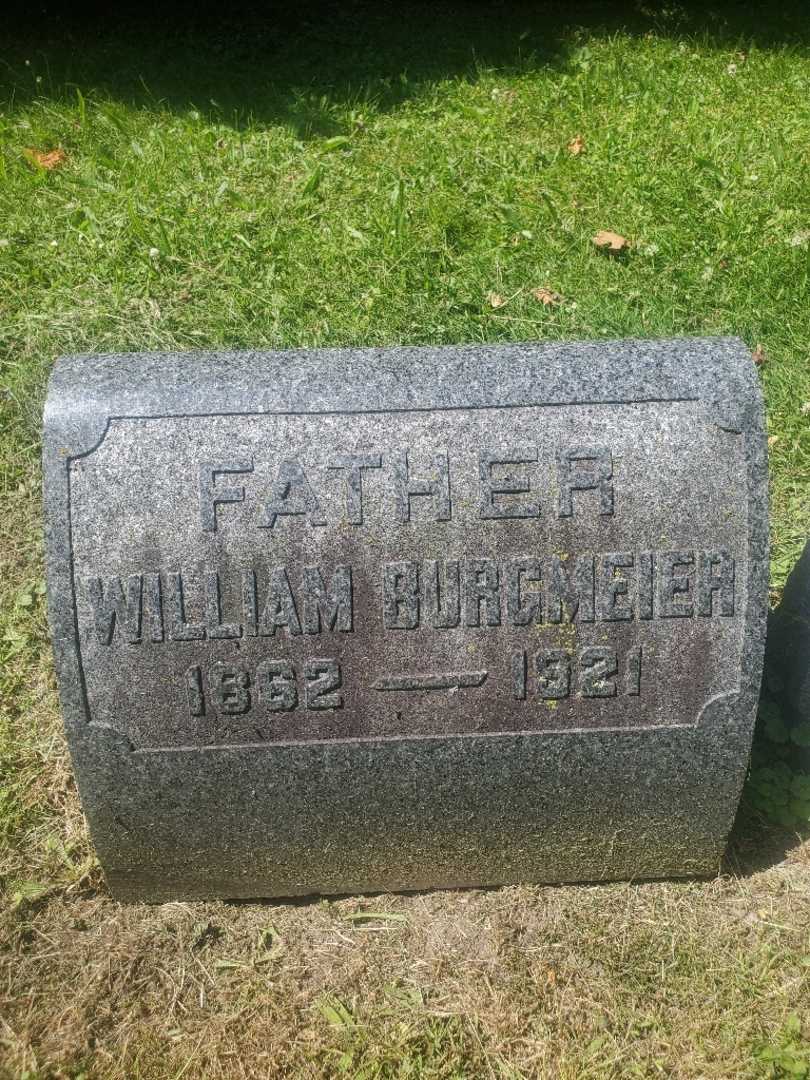 FATHER
WILLIAM BURGMEIER
1862 — 1921